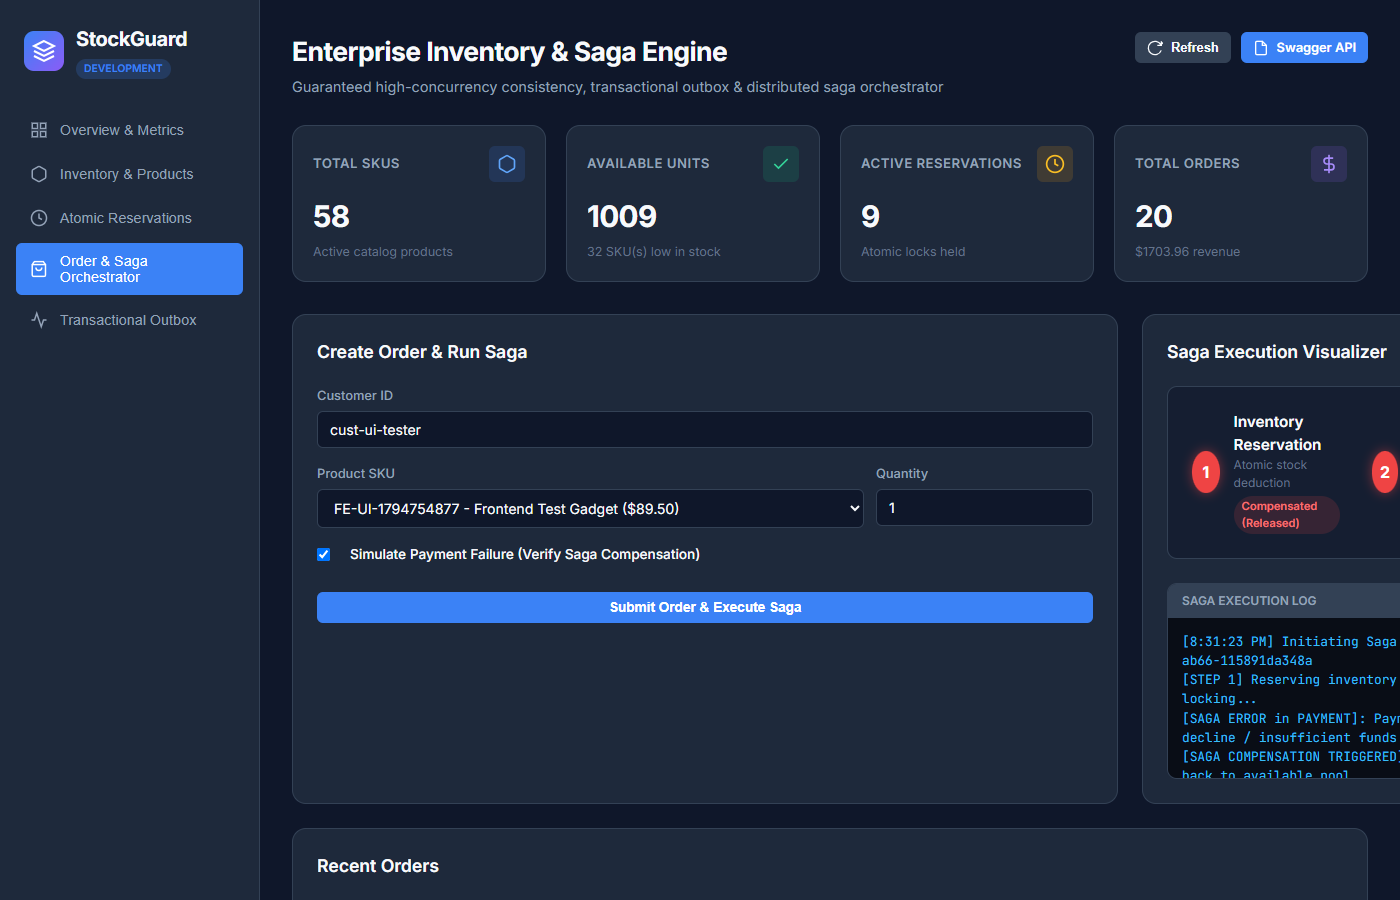 StockGuard
DEVELOPMENT
Overview & Metrics
Inventory & Products
Atomic Reservations
Order & Saga
Orchestrator
Transactional Outbox
Enterprise Inventory & Saga Engine
Guaranteed high-concurrency consistency, transactional outbox & distributed saga orchestrator
Refresh
Swagger API
TOTAL SKUS
58
Active catalog products
AVAILABLE UNITS
1009
32 SKU(s) low in stock
ACTIVE RESERVATIONS
9
Atomic locks held
TOTAL ORDERS
20
$1703.96 revenue
Create Order & Run Saga
Customer ID
cust-ui-tester
Product SKU
Quantity
FE-UI-1794754877 - Frontend Test Gadget ($89.50)
1
Simulate Payment Failure (Verify Saga Compensation)
Submit Order & Execute Saga
Saga Execution Visualizer
1
Inventory
Reservation
Atomic stock
deduction
Compensated
(Released)
2
SAGA EXECUTION LOG
[8:31:23 PM] Initiating Saga
ab66-115891da348a
[STEP 1] Reserving inventory
locking...
[SAGA ERROR in PAYMENT]:
decline / insufficient funds
[SAGA COMPENSATION TRIGGERED]
back to available pool
Recent Orders